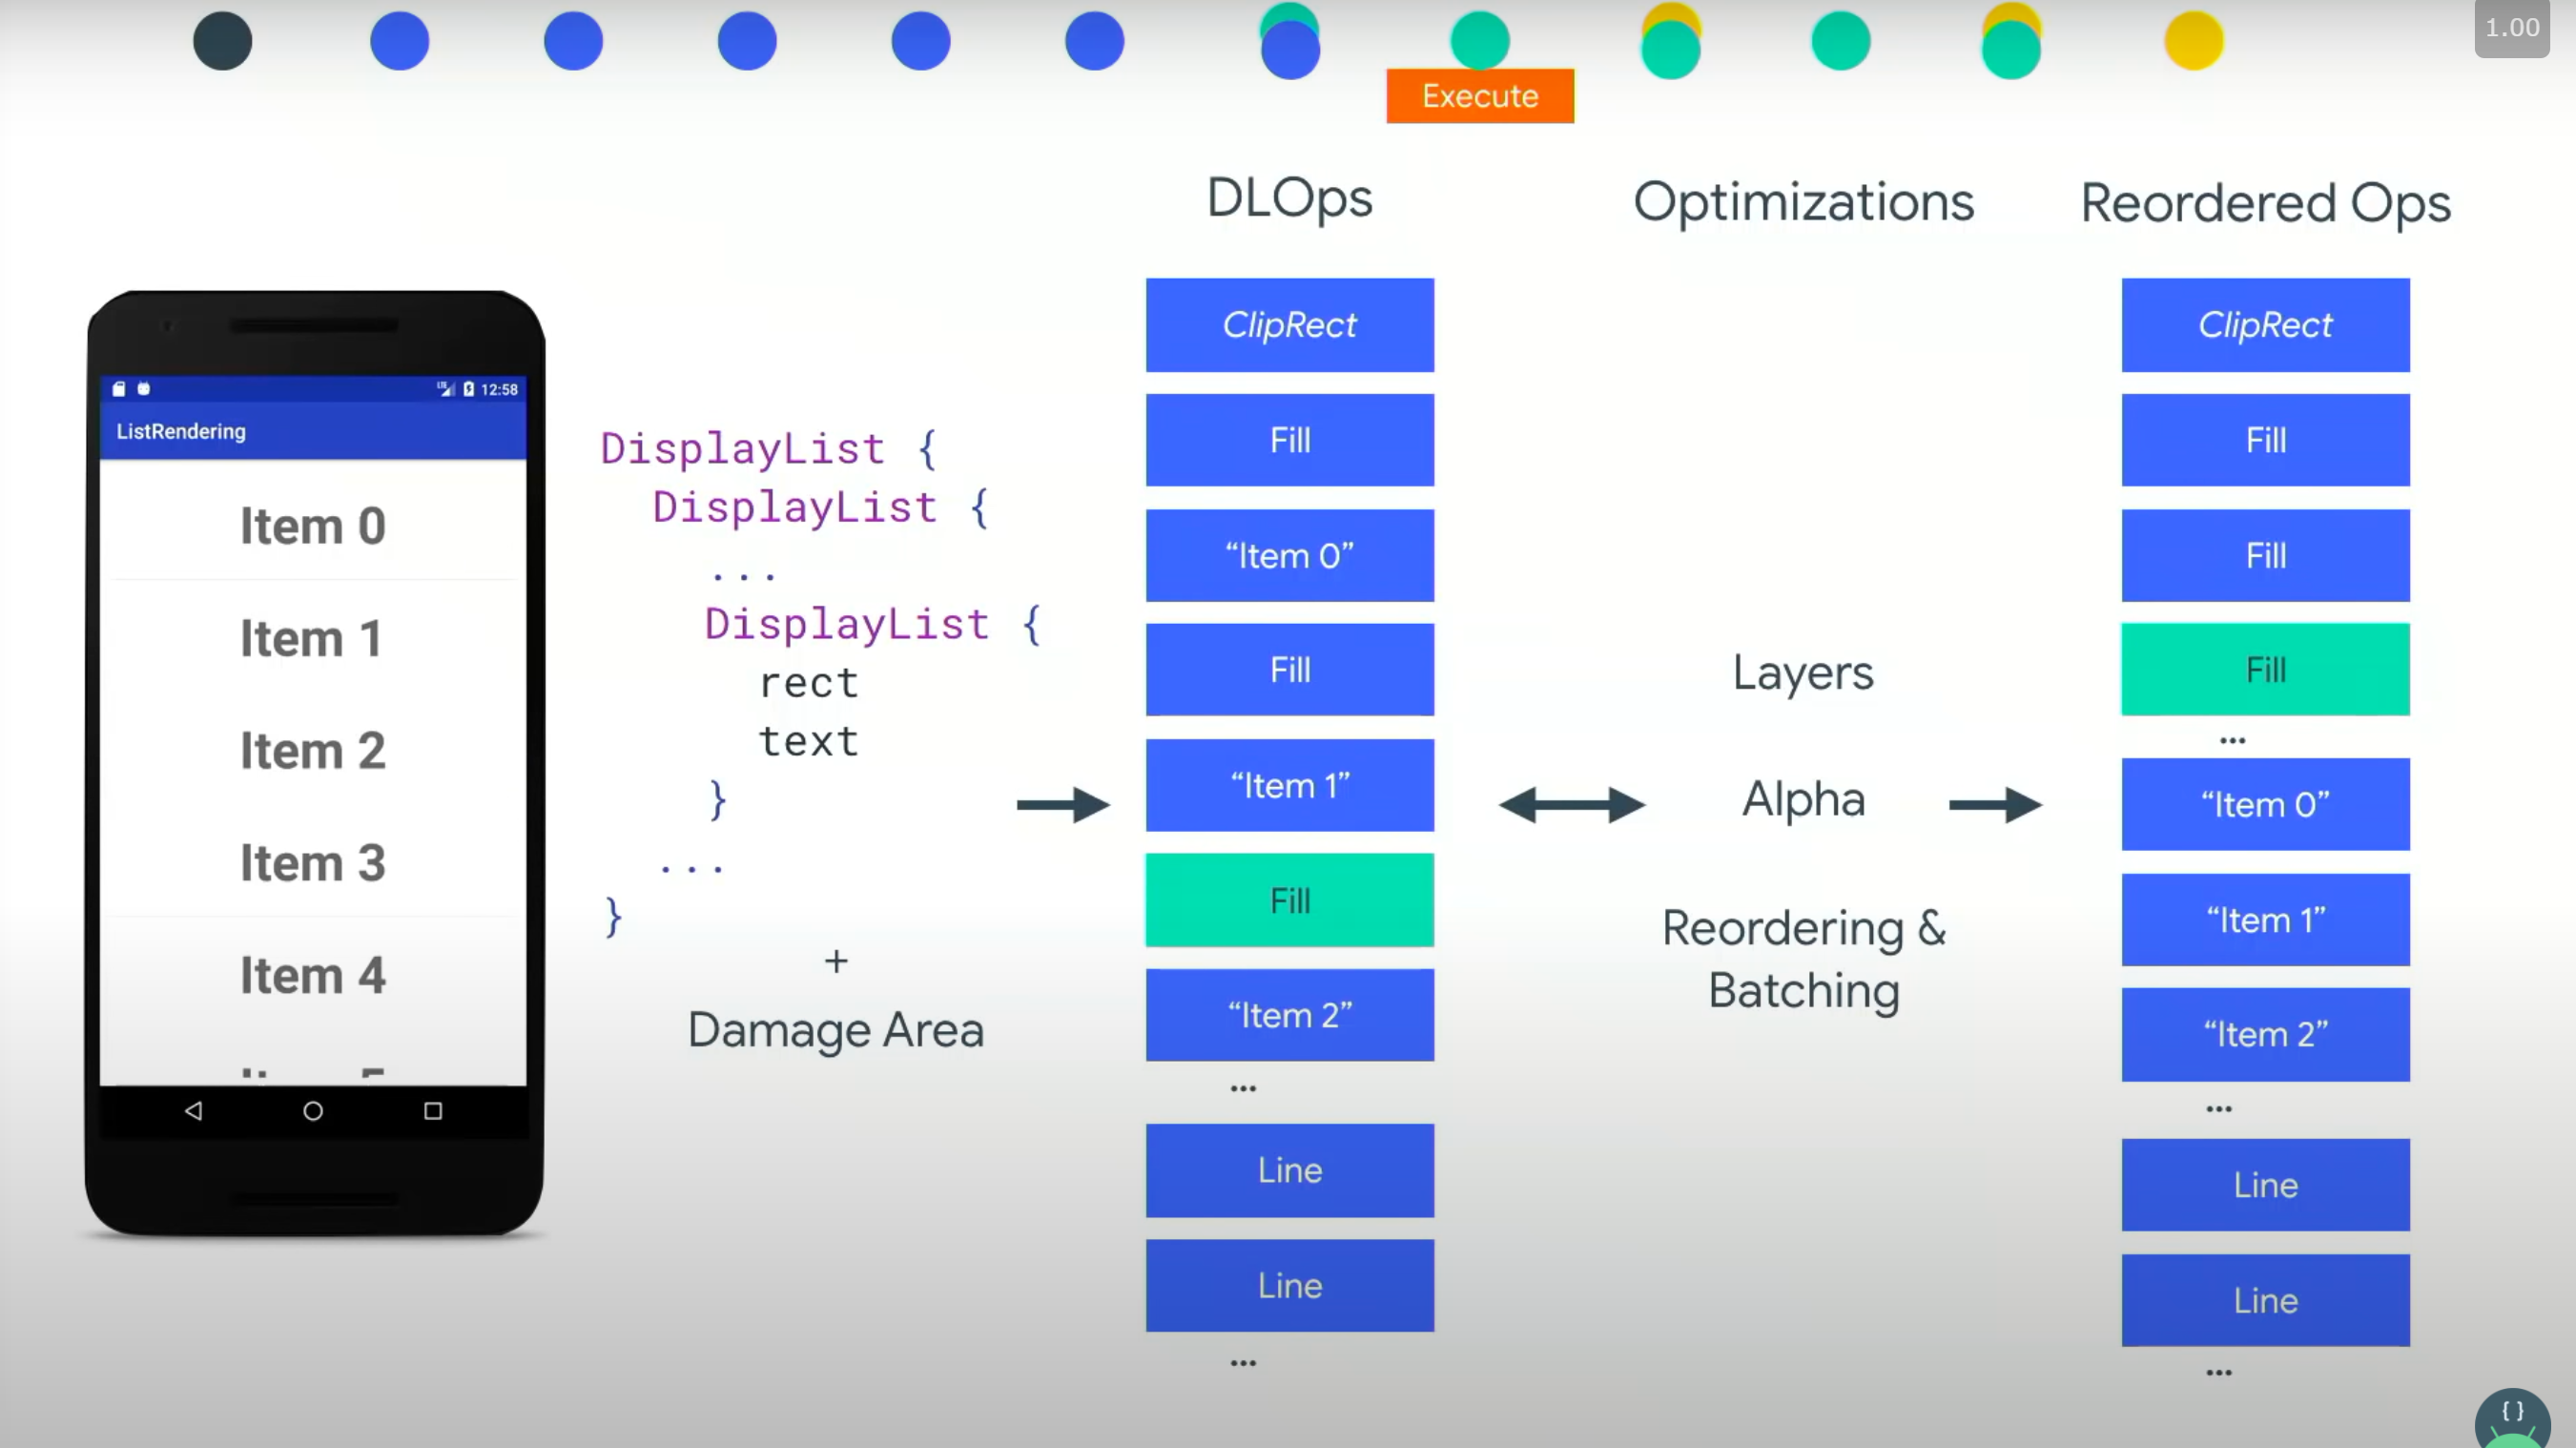 1.00
Execute
DLOps
Optimizations
Reordered Ops
LTE
12:58
ListRendering
Item 0
Item 1
Item 2
Item 3
Item 4
DisplayList {
DisplayList {
...
DisplayList {
rect
text
}
...
}
+
Damage Area
ClipRect
Fill
“Item 0”
Fill
“Item 1”
Fill
“Item 2”
...
Line
Line
...
Layers
Alpha
Reordering &
Batching
ClipRect
Fill
Fill
Fill
...
“Item 0”
“Item 1”
“Item 2”
...
Line
Line
...
{ }